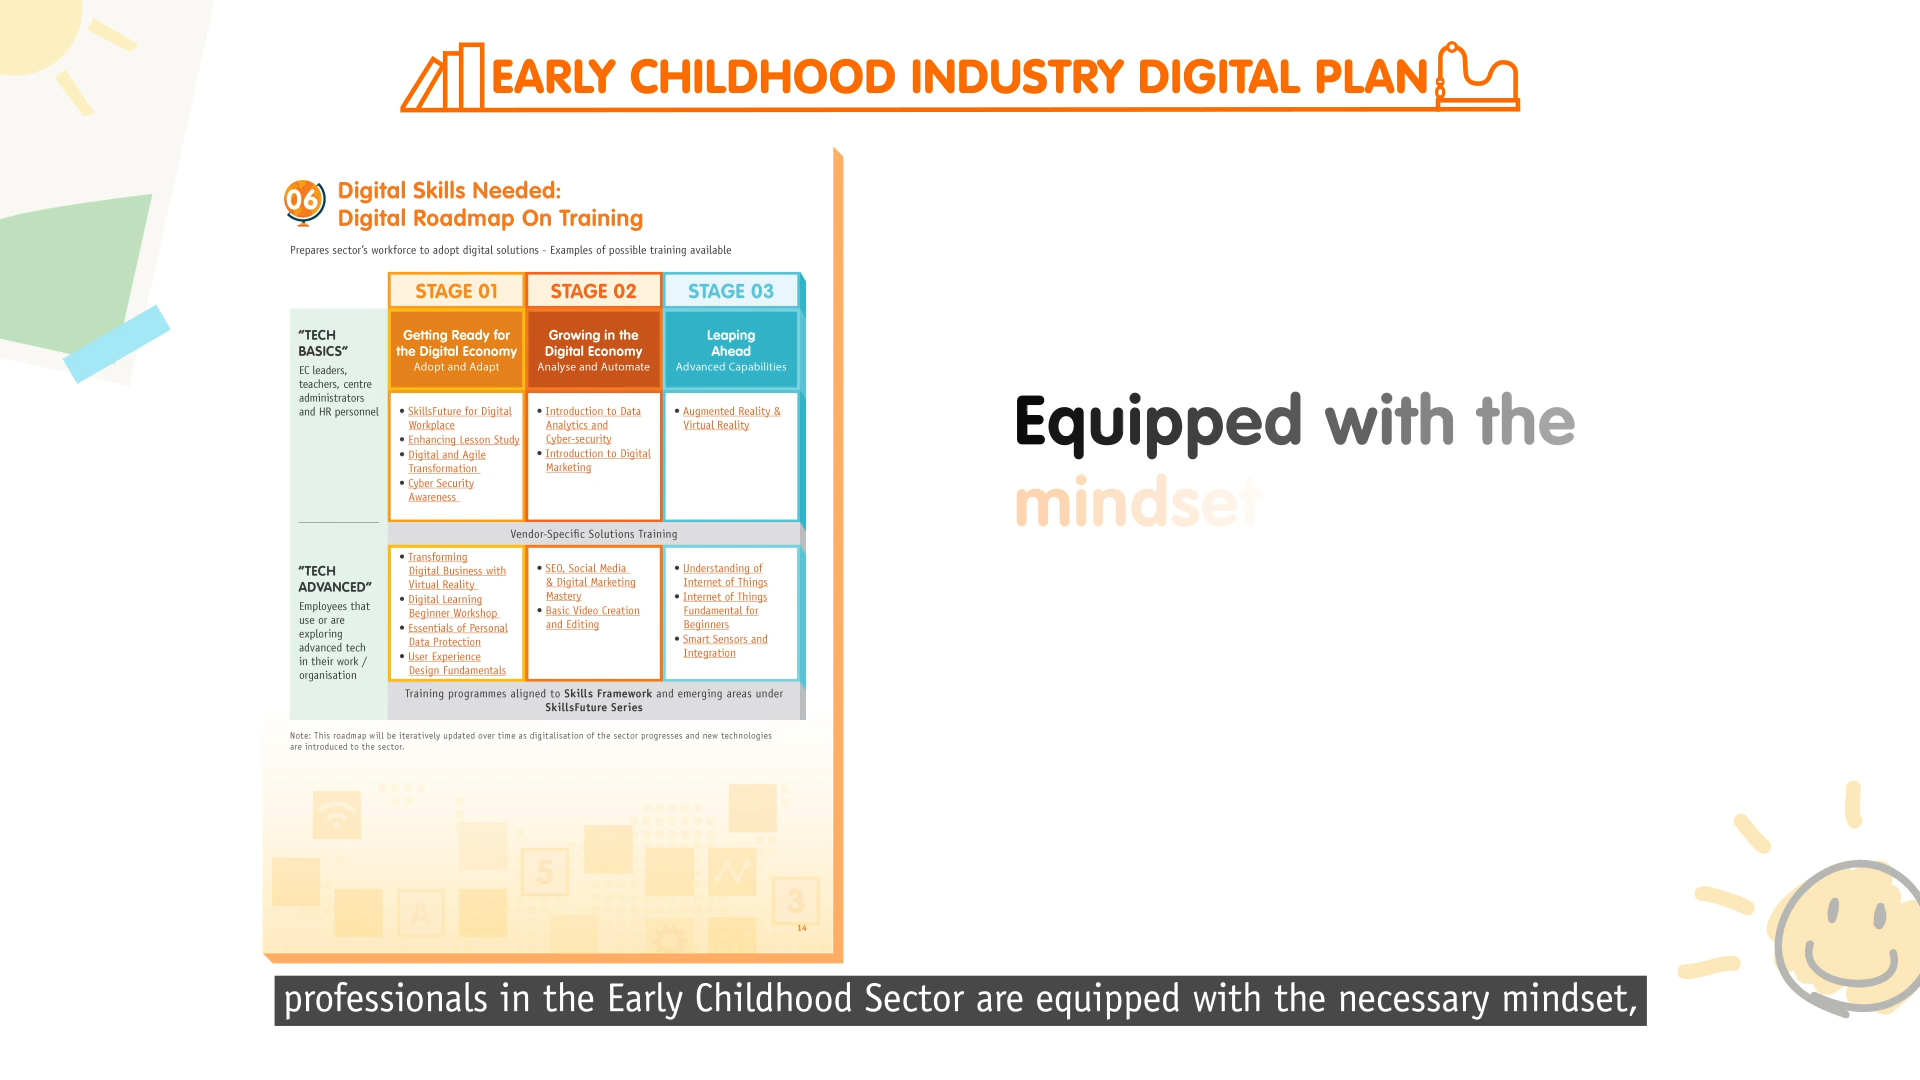 EARLY CHILDHOOD INDUSTRY DIGITAL PLAN
06
Digital Skills Needed:
Digital Roadmap On Training
Prepares sector's workforce to adopt digital solutions - Examples of possible training available
STAGE 01
STAGE 02
STAGE 03
"TECH
BASICS"
EC leaders,
teachers, centre
administrators
and HR personnel
Getting Ready for
the Digital Economy
Adopt and Adapt
Growing in the
Digital Economy
Analyse and Automate
Leaping
Ahead
Advanced Capabilities
• SkillsFuture for Digital
Workplace
• Enhancing Lesson Study
• Digital and Agile
Transformation
• Cyber Security
Awareness
• Introduction to Data
Analytics and
Cyber-security
• Introduction to Digital
Marketing
• Augmented Reality &
Virtual Reality
Vendor-Specific Solutions Training
"TECH
ADVANCED"
Employees that
use or are
exploring
advanced tech
in their work /
organisation
• Transforming
Digital Business with
Virtual Reality
• Digital Learning
Beginner Workshop
• Essentials of Personal
Data Protection
• User Experience
Design Fundamentals
• SEO, Social Media
& Digital Marketing
Mastery
• Basic Video Creation
and Editing
• Understanding of
Internet of Things
• Internet of Things
Fundamental for
Beginners
• Smart Sensors and
Integration
Training programmes aligned to Skills Framework and emerging areas under
SkillsFuture Series
Note: This roadmap will be iteratively updated over time as digitalisation of the sector progresses and new technologies
are introduced to the sector.
5
A
3
14
Equipped with the
mindset
professionals in the Early Childhood Sector are equipped with the necessary mindset,